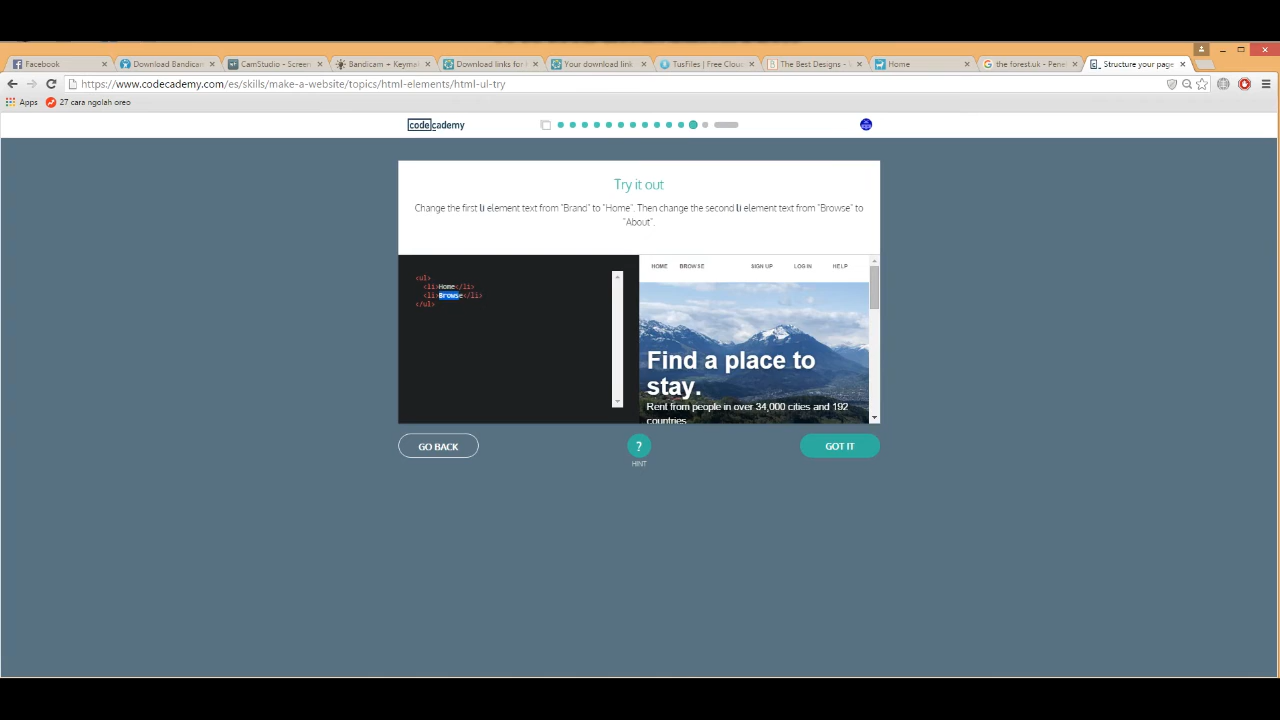 Facebook
Download Bandicam
CamStudio - Screen
Bandicam + Keyma
Download links for
Your download link
TusFiles | Free Clou
The Best Designs -
Home
the forest.uk - Pene
Structure your page
https://www.codecademy.com/es/skills/make-a-website/topics/html-elements/html-ul-try
Apps
27 cara ngolah oreo
codecademy
Try it out
Change the first li element text from "Brand" to "Home". Then change the second li element text from "Browse" to
"About".
<ul>
<li>Home</li>
<li>Browse</li>
</ul>
HOME BROWSE SIGN UP LOG IN HELP
Find a place to
stay.
Rent from people in over 34,000 cities and 192
countries
GO BACK
?
HINT
GOT IT